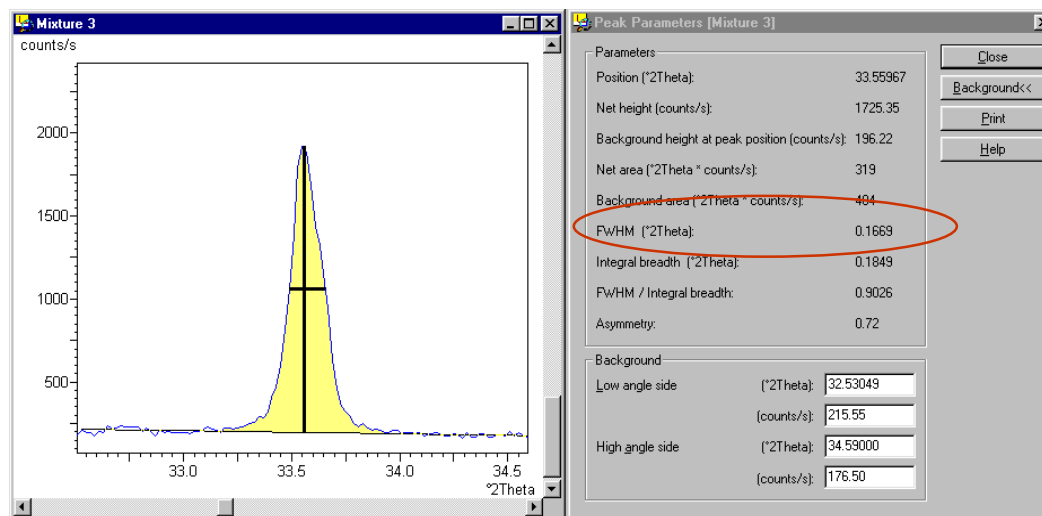 Mixture 3
counts/s
2000
1500
1000
500
33.0 33.5 34.0 34.5
°2Theta
Peak Parameters [Mixture 3]
Parameters
Position (°2Theta): 33.55967
Net height (counts/s): 1725.35
Background height at peak position (counts/s): 196.22
Net area (°2Theta * counts/s): 319
Background area (°2Theta * counts/s): 404
FWHM (°2Theta): 0.1669
Integral breadth (°2Theta): 0.1849
FWHM / Integral breadth: 0.9026
Asymmetry: 0.72
Background
Low angle side (°2Theta): 32.53049
(counts/s): 215.55
High angle side (°2Theta): 34.59000
(counts/s): 176.50
Close
Background<<
Print
Help